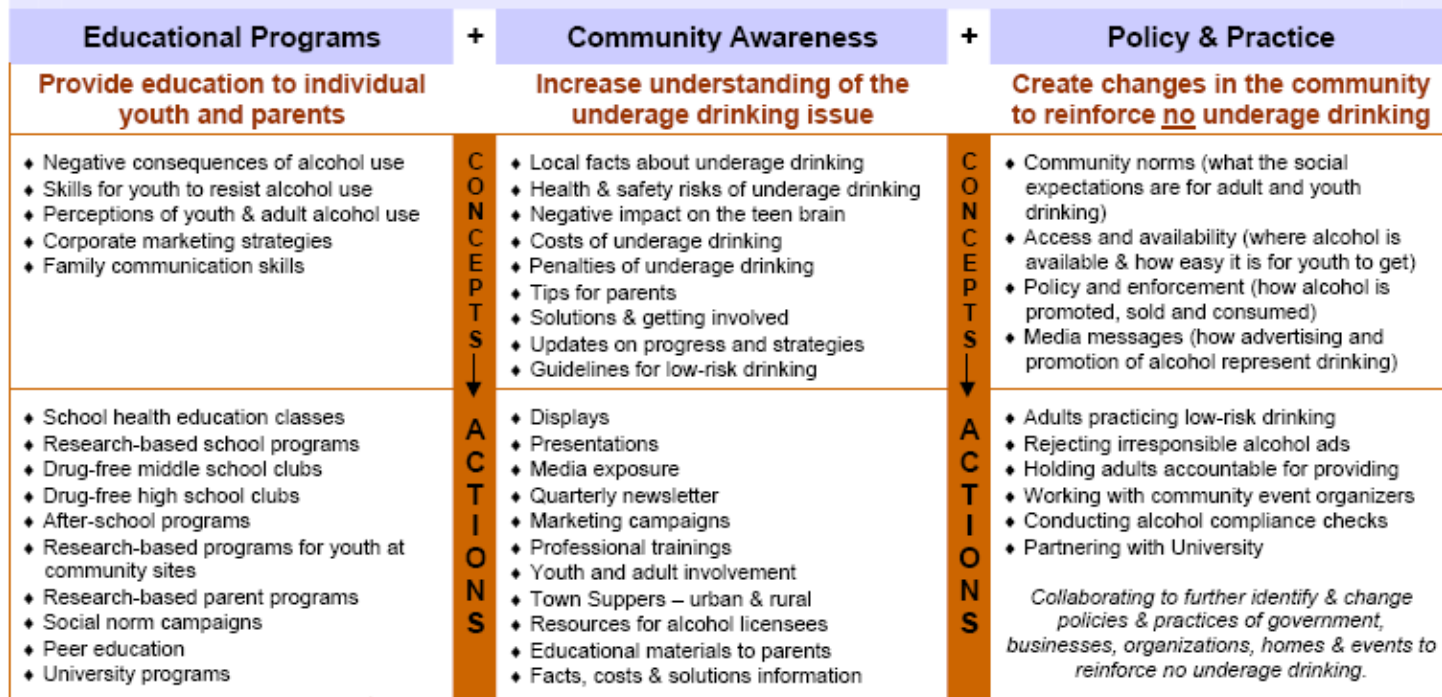 Educational Programs + Community Awareness + Policy & Practice
Provide education to individual
youth and parents
Increase understanding of the
underage drinking issue
Create changes in the community
to reinforce no underage drinking
♦ Negative consequences of alcohol use
♦ Skills for youth to resist alcohol use
♦ Perceptions of youth & adult alcohol use
♦ Corporate marketing strategies
♦ Family communication skills
CONCEPTS
♦ Local facts about underage drinking
♦ Health & safety risks of underage drinking
♦ Negative impact on the teen brain
♦ Costs of underage drinking
♦ Penalties of underage drinking
♦ Tips for parents
♦ Solutions & getting involved
♦ Updates on progress and strategies
♦ Guidelines for low-risk drinking
CONCEPTS
♦ Community norms (what the social
expectations are for adult and youth
drinking)
♦ Access and availability (where alcohol is
available & how easy it is for youth to get)
♦ Policy and enforcement (how alcohol is
promoted, sold and consumed)
♦ Media messages (how advertising and
promotion of alcohol represent drinking)
♦ School health education classes
♦ Research-based school programs
♦ Drug-free middle school clubs
♦ Drug-free high school clubs
♦ After-school programs
♦ Research-based programs for youth at
community sites
♦ Research-based parent programs
♦ Social norm campaigns
♦ Peer education
♦ University programs
ACTIONS
♦ Displays
♦ Presentations
♦ Media exposure
♦ Quarterly newsletter
♦ Marketing campaigns
♦ Professional trainings
♦ Youth and adult involvement
♦ Town Suppers – urban & rural
♦ Resources for alcohol licensees
♦ Educational materials to parents
♦ Facts, costs & solutions information
ACTIONS
♦ Adults practicing low-risk drinking
♦ Rejecting irresponsible alcohol ads
♦ Holding adults accountable for providing
♦ Working with community event organizers
♦ Conducting alcohol compliance checks
♦ Partnering with University
Collaborating to further identify & change
policies & practices of government,
businesses, organizations, homes & events to
reinforce no underage drinking.